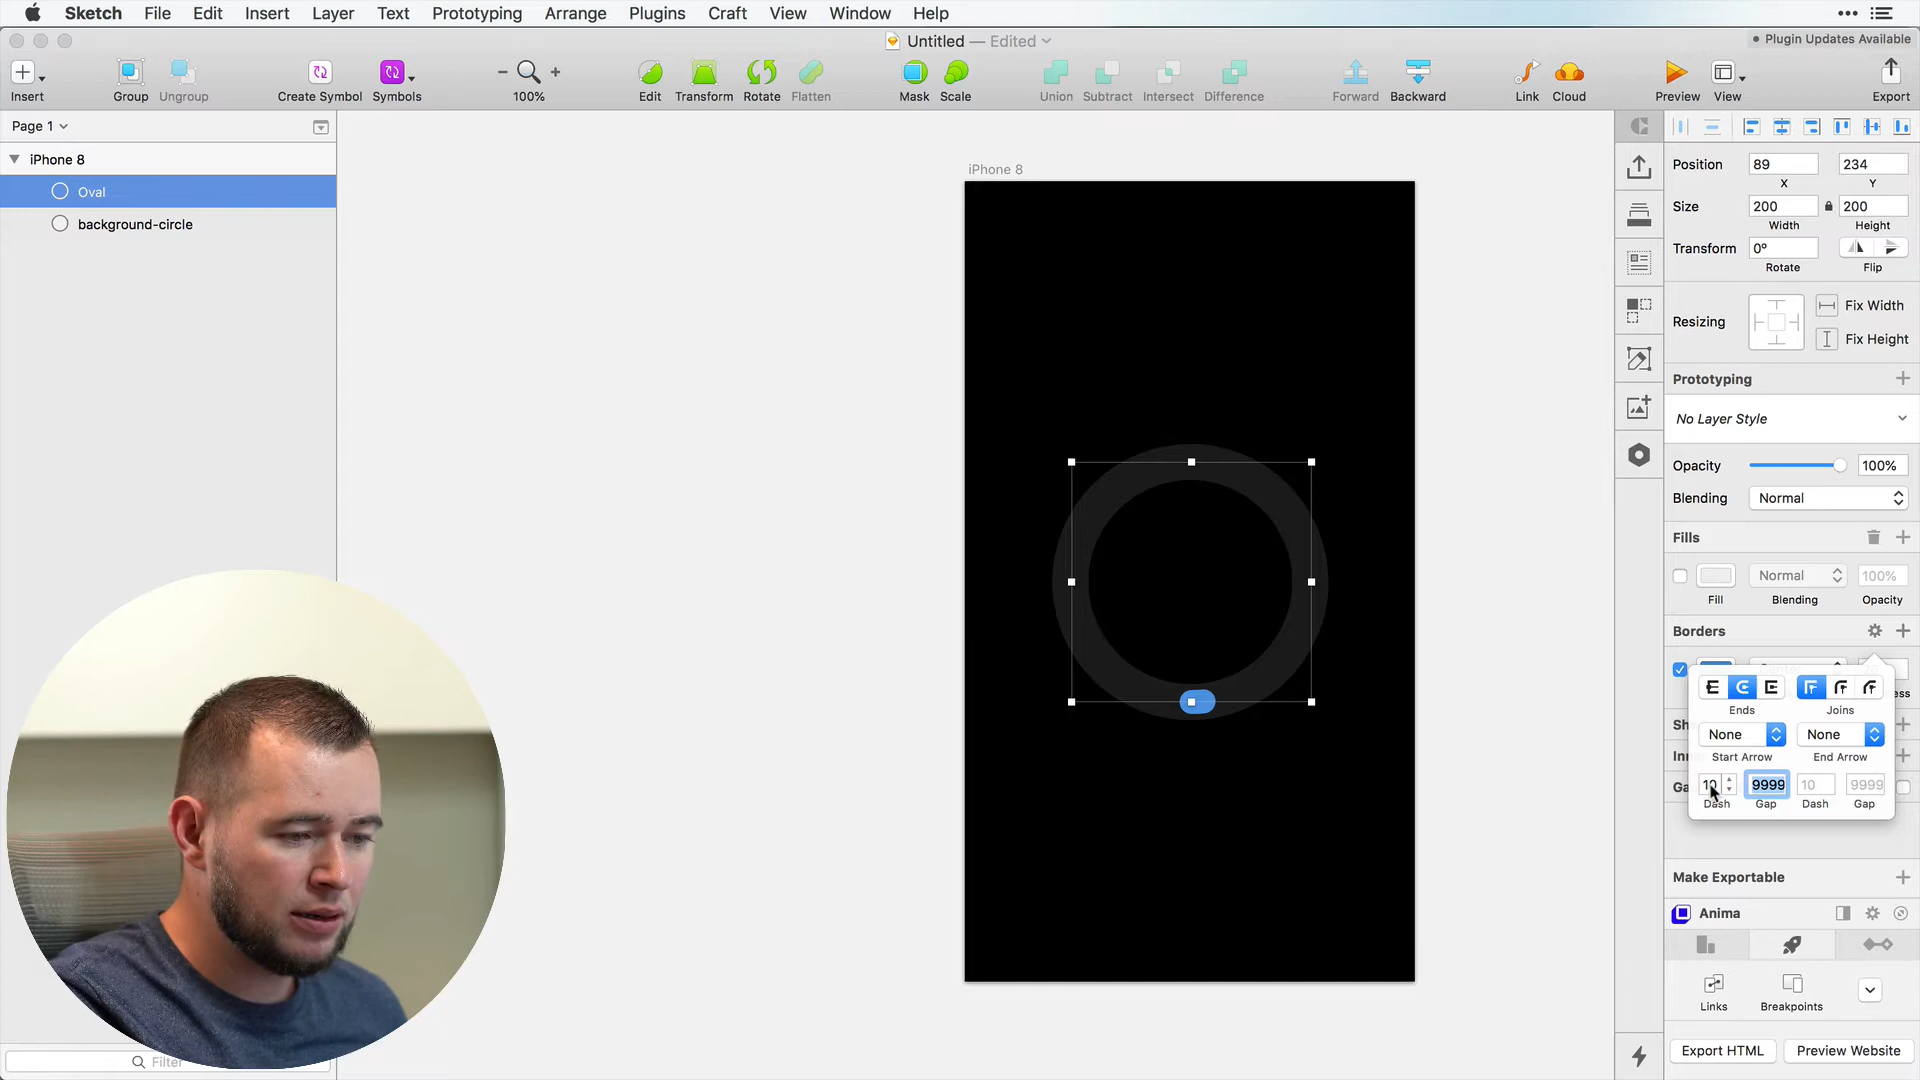 Sketch File Edit Insert Layer Text Prototyping Arrange Plugins Craft View Window Help
Untitled — Edited
Plugin Updates Available
Insert Group Ungroup Create Symbol Symbols 100% Edit Transform Rotate Flatten Mask Scale Union Subtract Intersect Difference Forward Backward Link Cloud Preview View Export
Page 1
iPhone 8
Oval
background-circle
Filter
iPhone 8
Position 89 234
X Y
Size 200 200
Width Height
Transform 0°
Rotate Flip
Resizing
Fix Width
Fix Height
Prototyping
No Layer Style
Opacity 100%
Blending Normal
Fills
Normal 100%
Fill Blending Opacity
Borders
Ends Joins
None None
Start Arrow End Arrow
10 9999 10 9999
Dash Gap Dash Gap
Make Exportable
Anima
Links Breakpoints
Export HTML Preview Website